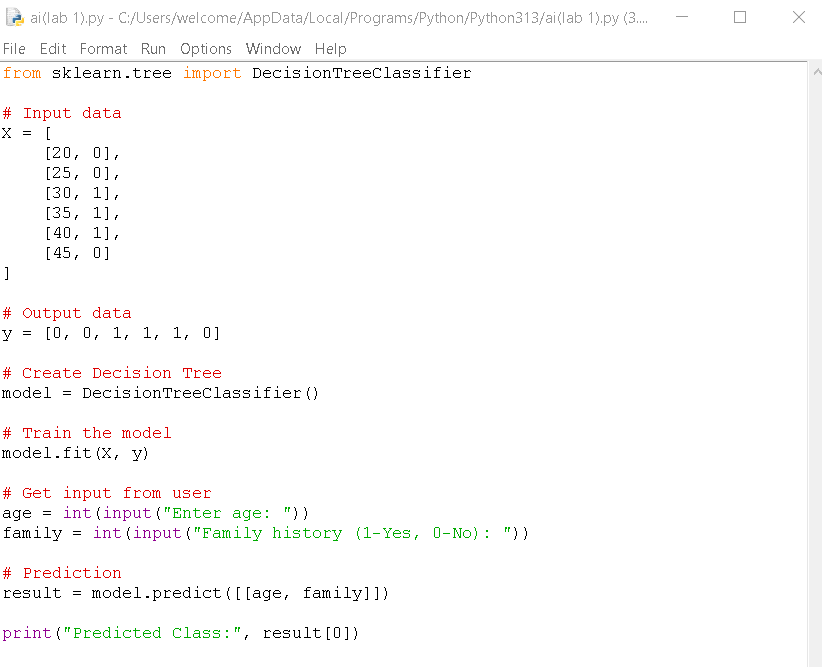 ai(lab 1).py - C:/Users/welcome/AppData/Local/Programs/Python/Python313/ai(lab 1).py (3....
File Edit Format Run Options Window Help
from sklearn.tree import DecisionTreeClassifier

# Input data
X = [
    [20, 0],
    [25, 0],
    [30, 1],
    [35, 1],
    [40, 1],
    [45, 0]
]

# Output data
y = [0, 0, 1, 1, 1, 0]

# Create Decision Tree
model = DecisionTreeClassifier()

# Train the model
model.fit(X, y)

# Get input from user
age = int(input("Enter age: "))
family = int(input("Family history (1-Yes, 0-No): "))

# Prediction
result = model.predict([[age, family]])

print("Predicted Class:", result[0])